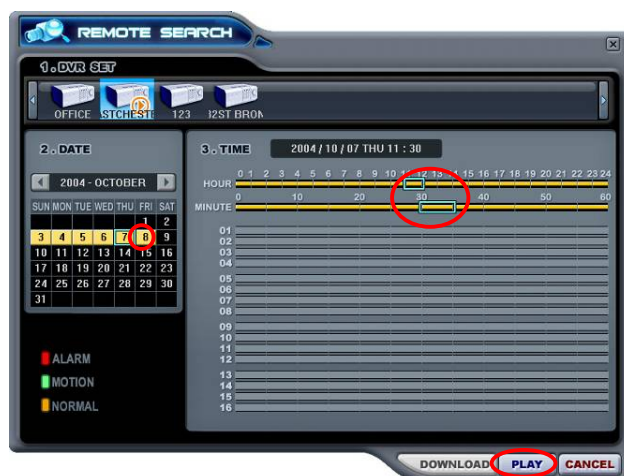 REMOTE SEARCH
1. DVR SET
OFFICE STCHESTE 123 32ST BRON
2. DATE
3. TIME 2004 / 10 / 07 THU 11 : 30
2004 - OCTOBER
0 1 2 3 4 5 6 7 8 9 10 11 12 13 14 15 16 17 18 19 20 21 22 23 24
HOUR
0 10 20 30 40 50 60
MINUTE
SUN MON TUE WED THU FRI SAT
1 2
3 4 5 6 7 8 9
10 11 12 13 14 15 16
17 18 19 20 21 22 23
24 25 26 27 28 29 30
31
01
02
03
04
05
06
07
08
09
10
11
12
13
14
15
16
ALARM
MOTION
NORMAL
DOWNLOAD PLAY CANCEL